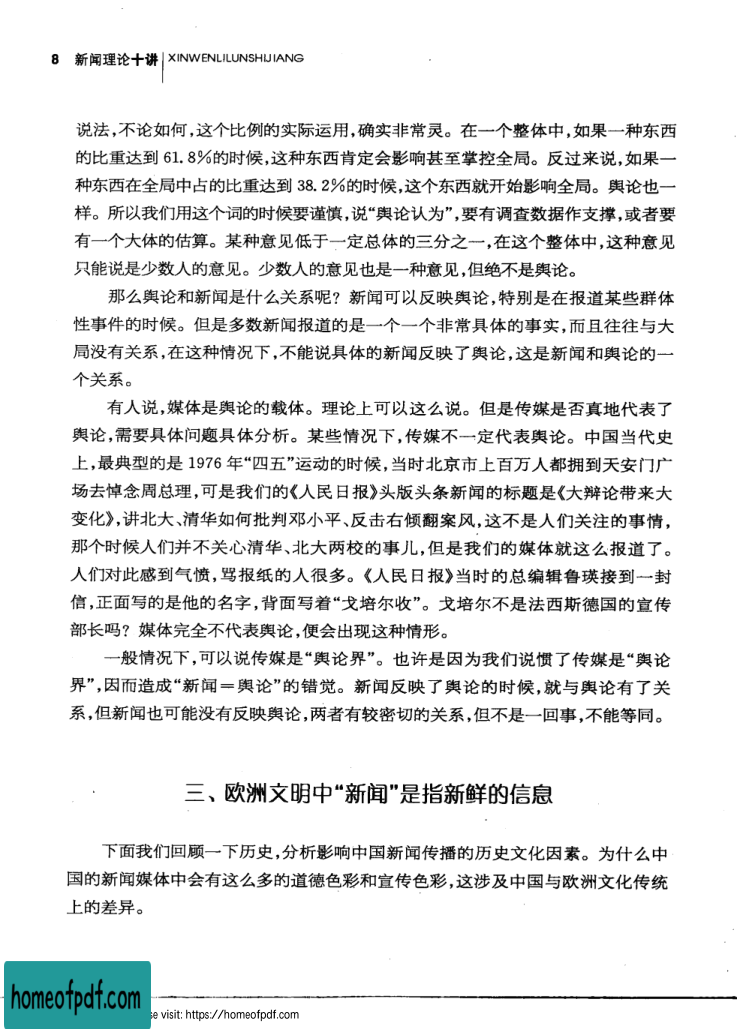 8 新闻理论十讲 XINWENLILUNSHIJIANG
说法,不论如何,这个比例的实际运用,确实非常灵。在一个整体中,如果一种东西
的比重达到 61.8%的时候,这种东西肯定会影响甚至掌控全局。反过来说,如果一
种东西在全局中占的比重达到 38.2%的时候,这个东西就开始影响全局。舆论也一
样。所以我们用这个词的时候要谨慎,说“舆论认为”,要有调查数据作支撑,或者要
有一个大体的估算。某种意见低于一定总体的三分之一,在这个整体中,这种意见
只能说是少数人的意见。少数人的意见也是一种意见,但绝不是舆论。
那么舆论和新闻是什么关系呢? 新闻可以反映舆论,特别是在报道某些群体
性事件的时候。但是多数新闻报道的是一个一个非常具体的事实,而且往往与大
局没有关系,在这种情况下,不能说具体的新闻反映了舆论,这是新闻和舆论的一
个关系。
有人说,媒体是舆论的载体。理论上可以这么说。但是传媒是否真地代表了
舆论,需要具体问题具体分析。某些情况下,传媒不一定代表舆论。中国当代史
上,最典型的是 1976 年“四五”运动的时候,当时北京市上百万人都拥到天安门广
场去悼念周总理,可是我们的《人民日报》头版头条新闻的标题是《大辩论带来大
变化》,讲北大、清华如何批判邓小平、反击右倾翻案风,这不是人们关注的事情,
那个时候人们并不关心清华、北大两校的事儿,但是我们的媒体就这么报道了。
人们对此感到气愤,骂报纸的人很多。《人民日报》当时的总编辑鲁瑛接到一封
信,正面写的是他的名字,背面写着“戈培尔收”。戈培尔不是法西斯德国的宣传
部长吗? 媒体完全不代表舆论,便会出现这种情形。
一般情况下,可以说传媒是“舆论界”。也许是因为我们说惯了传媒是“舆论
界”,因而造成“新闻=舆论”的错觉。新闻反映了舆论的时候,就与舆论有了关
系,但新闻也可能没有反映舆论,两者有较密切的关系,但不是一回事,不能等同。
三、欧洲文明中“新闻”是指新鲜的信息
下面我们回顾一下历史,分析影响中国新闻传播的历史文化因素。为什么中
国的新闻媒体中会有这么多的道德色彩和宣传色彩,这涉及中国与欧洲文化传统
上的差异。
homeofpdf.com
se visit: https://homeofpdf.com